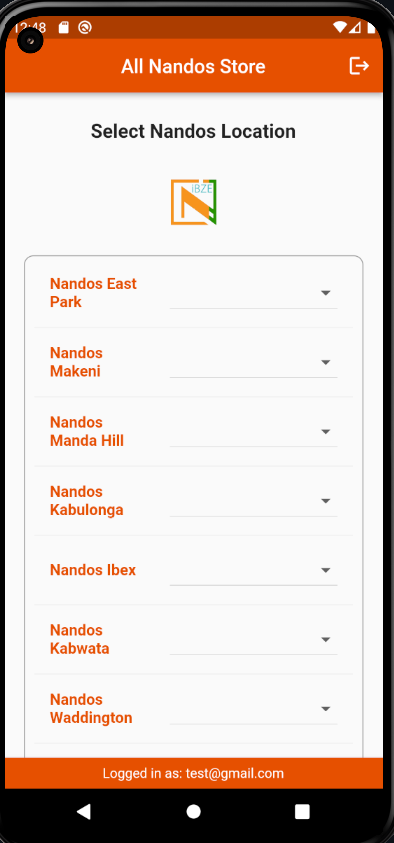 12:48
All Nandos Store
Select Nandos Location
iBZE
Nandos East
Park
Nandos
Makeni
Nandos
Manda Hill
Nandos
Kabulonga
Nandos Ibex
Nandos
Kabwata
Nandos
Waddington
Logged in as: test@gmail.com